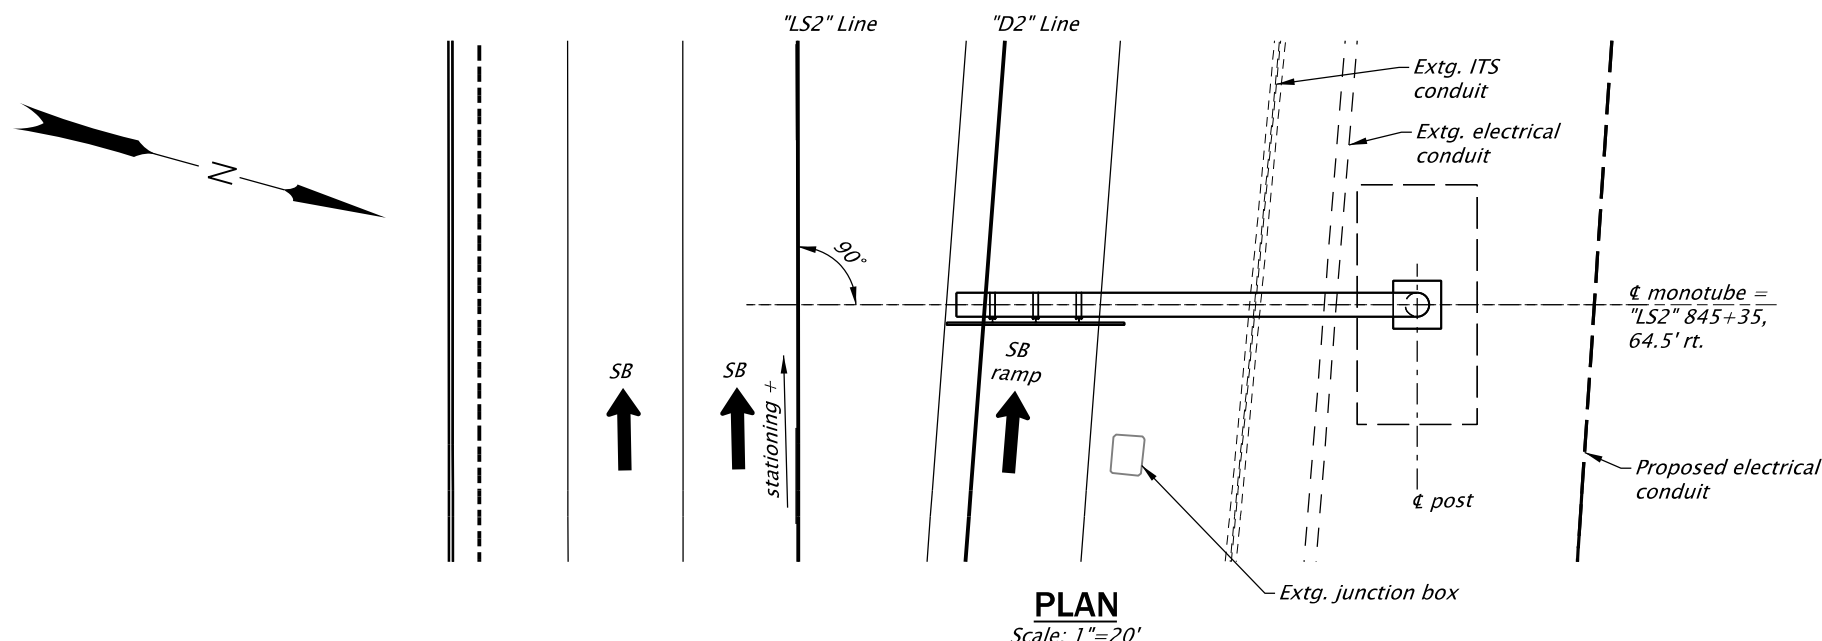 "LS2" Line
"D2" Line
Extg. ITS
conduit
Extg. electrical
conduit
N
90°
℄ monotube =
"LS2" 845+35,
64.5' rt.
SB
SB
SB
ramp
stationing +
Proposed electrical
conduit
℄ post
Extg. junction box
PLAN
Scale: 1"=20'